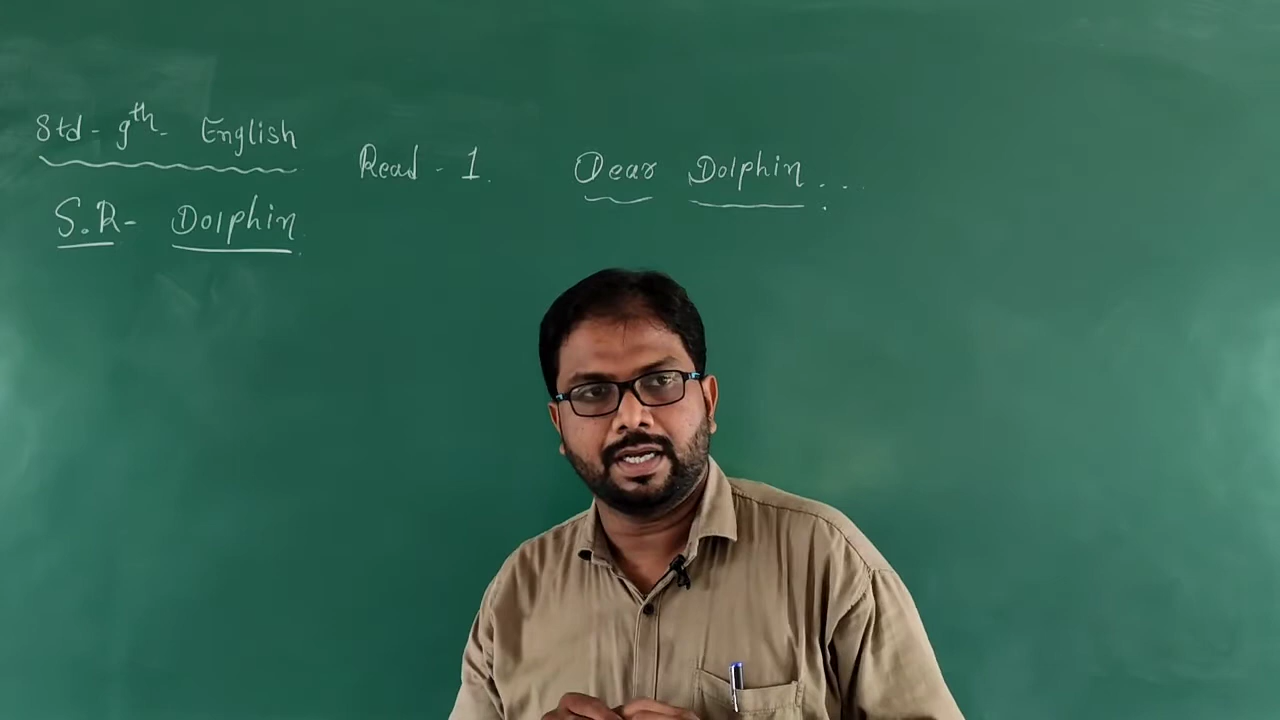 Std - 9th - English
Read - 1.
Dear Dolphin....
S.R - Dolphin.